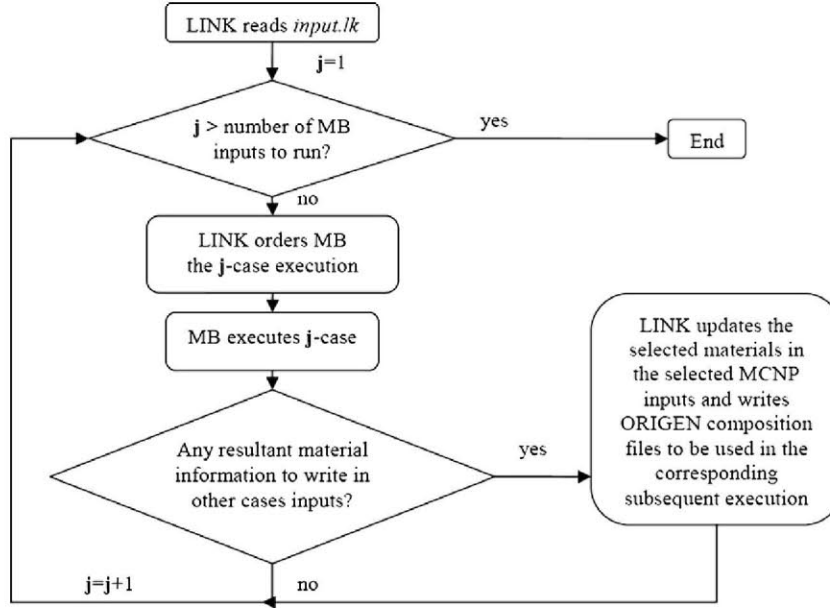 LINK reads input.lk
j=1
j > number of MB
inputs to run?
yes
End
no
LINK orders MB
the j-case execution
MB executes j-case
LINK updates the
selected materials in
the selected MCNP
inputs and writes
ORIGEN composition
files to be used in the
corresponding
subsequent execution
Any resultant material
information to write in
other cases inputs?
yes
j=j+1
no